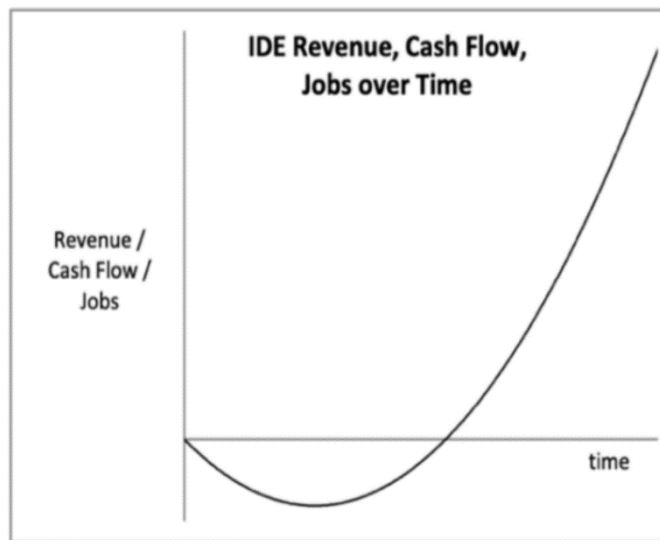 IDE Revenue, Cash Flow,
Jobs over Time
Revenue /
Cash Flow /
Jobs
time